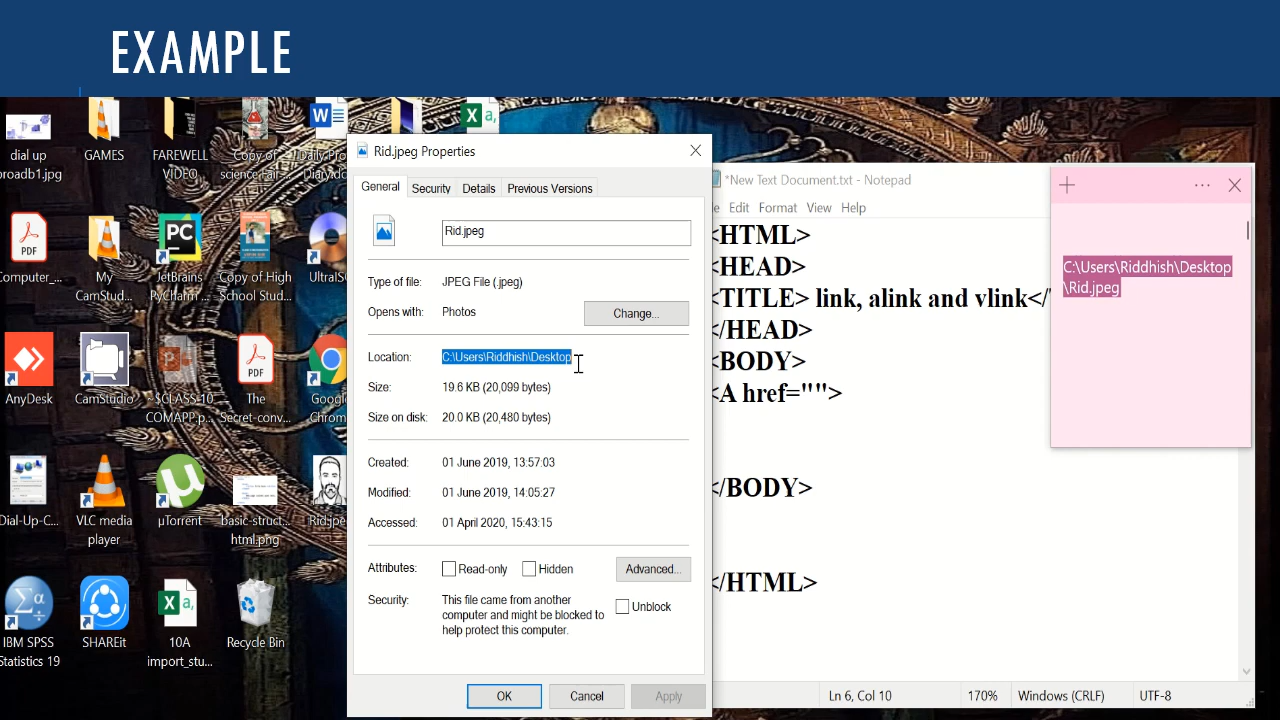 EXAMPLE
dial up
broadb1.jpg
GAMES
FAREWELL
VIDEO
Copy of
science Fair-...
Daily Pro
Diary.dc
Computer_...
My
CamStud...
JetBrains
PyCharm ...
Copy of High
School Stud...
UltraISO
AnyDesk
CamStudio
~$CLASS-10
COMAPP.p...
The
Secret-conv...
Google
Chrom
Dial-Up-C...
VLC media
player
µTorrent
basic-struct...
html.png
Rid.jpe
IBM SPSS
Statistics 19
SHAREit
10A
import_stu...
Recycle Bin
Rid.jpeg Properties
General Security Details Previous Versions
Rid.jpeg
Type of file: JPEG File (.jpeg)
Opens with: Photos Change...
Location: C:\Users\Riddhish\Desktop
Size: 19.6 KB (20,099 bytes)
Size on disk: 20.0 KB (20,480 bytes)
Created: 01 June 2019, 13:57:03
Modified: 01 June 2019, 14:05:27
Accessed: 01 April 2020, 15:43:15
Attributes: Read-only Hidden Advanced...
Security: This file came from another
computer and might be blocked to
help protect this computer.
Unblock
OK Cancel Apply
*New Text Document.txt - Notepad
Edit Format View Help
<HTML>
<HEAD>
<TITLE> link, alink and vlink</
</HEAD>
<BODY>
<A href="">
</BODY>
</HTML>
Ln 6, Col 10 170% Windows (CRLF) UTF-8
C:\Users\Riddhish\Desktop
\Rid.jpeg